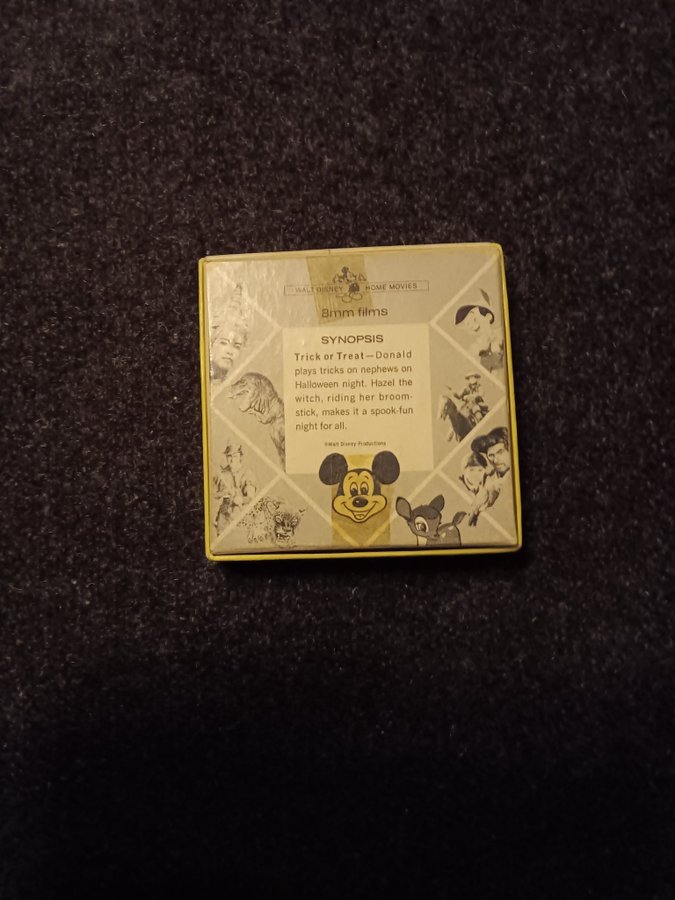 WALT DISNEY HOME MOVIES
8mm films
SYNOPSIS
Trick or Treat—Donald
plays tricks on nephews on
Halloween night. Hazel the
witch, riding her broom-
stick, makes it a spook-fun
night for all.
©Walt Disney Productions